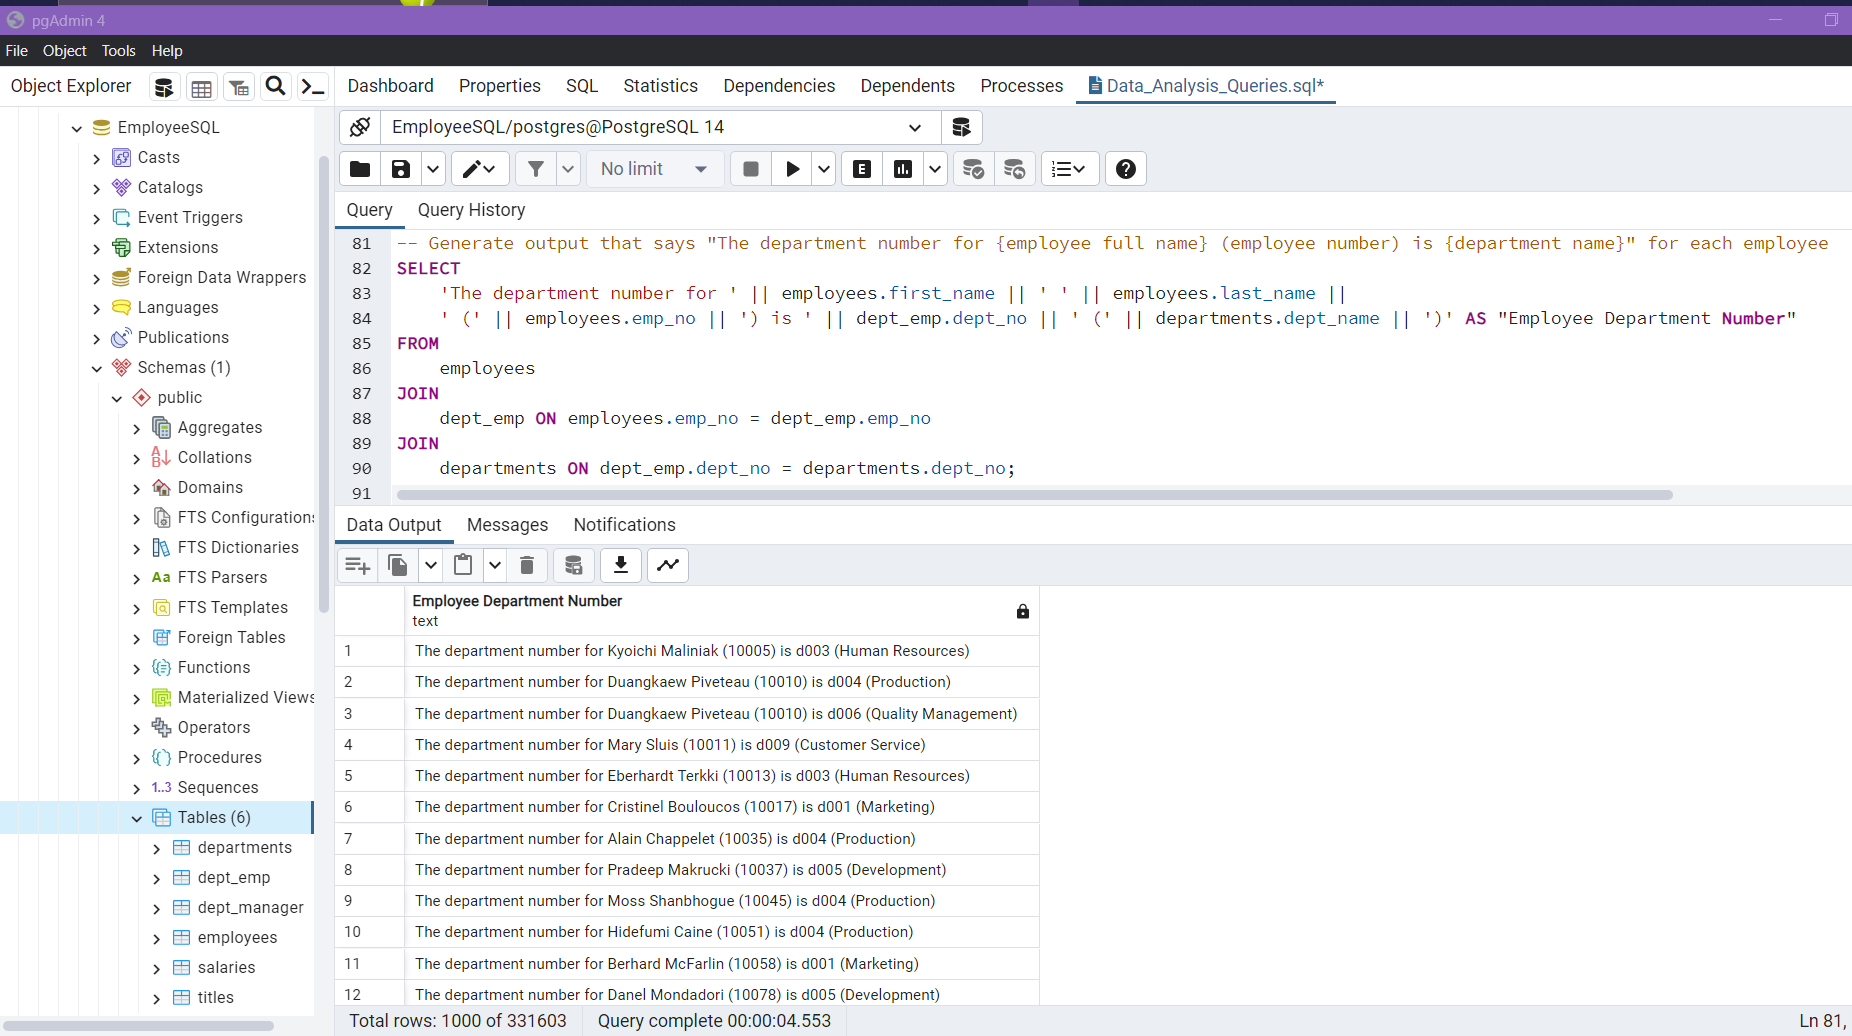 pgAdmin 4
File Object Tools Help
Object Explorer
Dashboard Properties SQL Statistics Dependencies Dependents Processes Data_Analysis_Queries.sql*
EmployeeSQL
Casts
Catalogs
Event Triggers
Extensions
Foreign Data Wrappers
Languages
Publications
Schemas (1)
public
Aggregates
Collations
Domains
FTS Configurations
FTS Dictionaries
Aa FTS Parsers
FTS Templates
Foreign Tables
Functions
Materialized Views
Operators
Procedures
1..3 Sequences
Tables (6)
departments
dept_emp
dept_manager
employees
salaries
titles
EmployeeSQL/postgres@PostgreSQL 14
No limit
E
Query Query History
81 -- Generate output that says "The department number for {employee full name} (employee number) is {department name}" for each employee
82 SELECT
83 'The department number for ' || employees.first_name || ' ' || employees.last_name ||
84 ' (' || employees.emp_no || ') is ' || dept_emp.dept_no || ' (' || departments.dept_name || ')' AS "Employee Department Number"
85 FROM
86 employees
87 JOIN
88 dept_emp ON employees.emp_no = dept_emp.emp_no
89 JOIN
90 departments ON dept_emp.dept_no = departments.dept_no;
91
Data Output Messages Notifications
Employee Department Number
text
1 The department number for Kyoichi Maliniak (10005) is d003 (Human Resources)
2 The department number for Duangkaew Piveteau (10010) is d004 (Production)
3 The department number for Duangkaew Piveteau (10010) is d006 (Quality Management)
4 The department number for Mary Sluis (10011) is d009 (Customer Service)
5 The department number for Eberhardt Terkki (10013) is d003 (Human Resources)
6 The department number for Cristinel Bouloucos (10017) is d001 (Marketing)
7 The department number for Alain Chappelet (10035) is d004 (Production)
8 The department number for Pradeep Makrucki (10037) is d005 (Development)
9 The department number for Moss Shanbhogue (10045) is d004 (Production)
10 The department number for Hidefumi Caine (10051) is d004 (Production)
11 The department number for Berhard McFarlin (10058) is d001 (Marketing)
12 The department number for Danel Mondadori (10078) is d005 (Development)
Total rows: 1000 of 331603 Query complete 00:00:04.553 Ln 81,